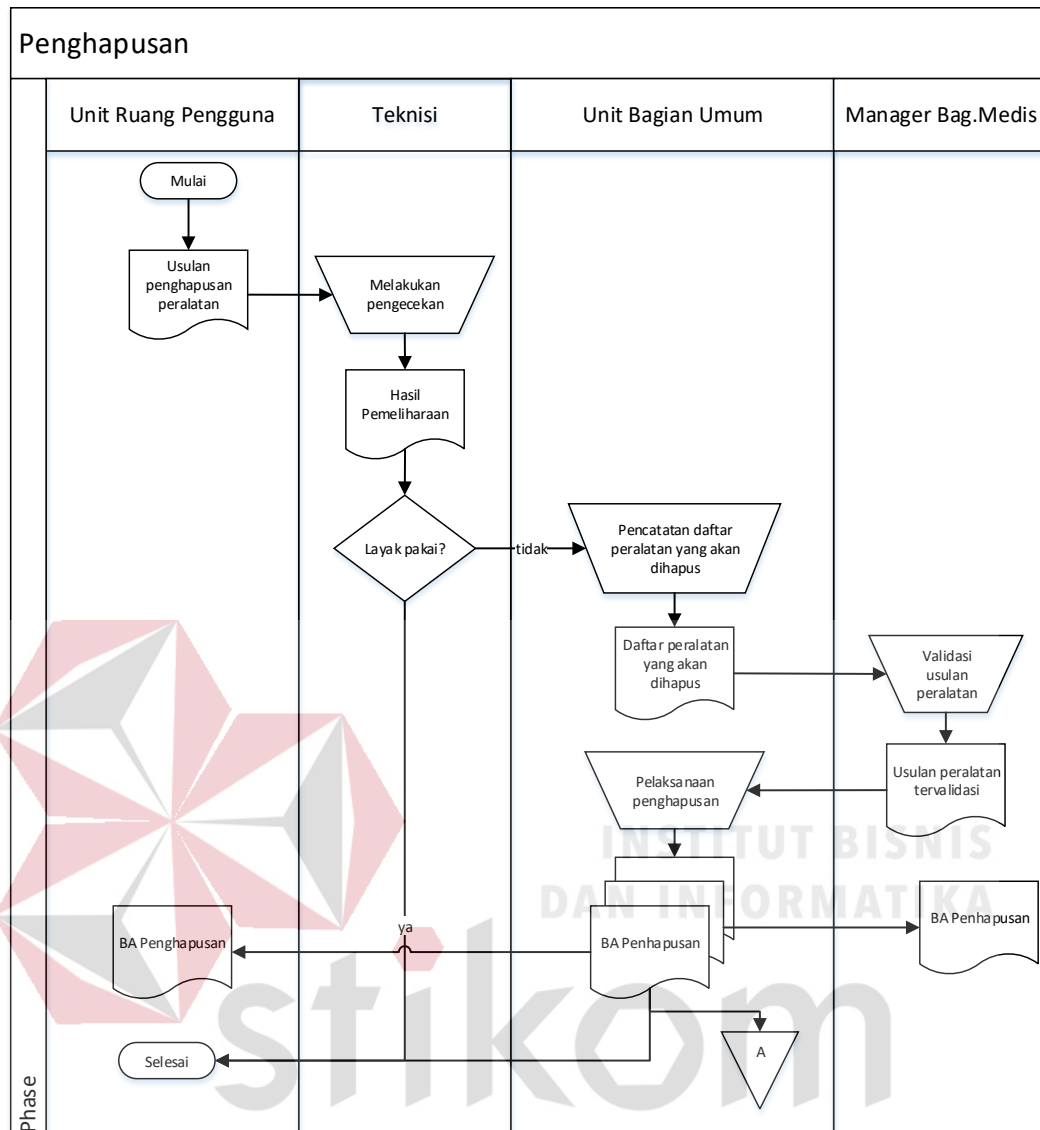 Penghapusan
Unit Ruang Pengguna
Teknisi
Unit Bagian Umum
Manager Bag.Medis
Mulai
Usulan
penghapusan
peralatan
Melakukan
pengecekan
Hasil
Pemeliharaan
Layak pakai?
tidak
Pencatatan daftar
peralatan yang akan
dihapus
Daftar peralatan
yang akan
dihapus
Validasi
usulan
peralatan
Usulan peralatan
tervalidasi
Pelaksanaan
penghapusan
INSTITUT BISNIS
DAN INFORMATIKA
ya
BA Penghapusan
BA Penhapusan
BA Penhapusan
stikom
A
Selesai
Phase